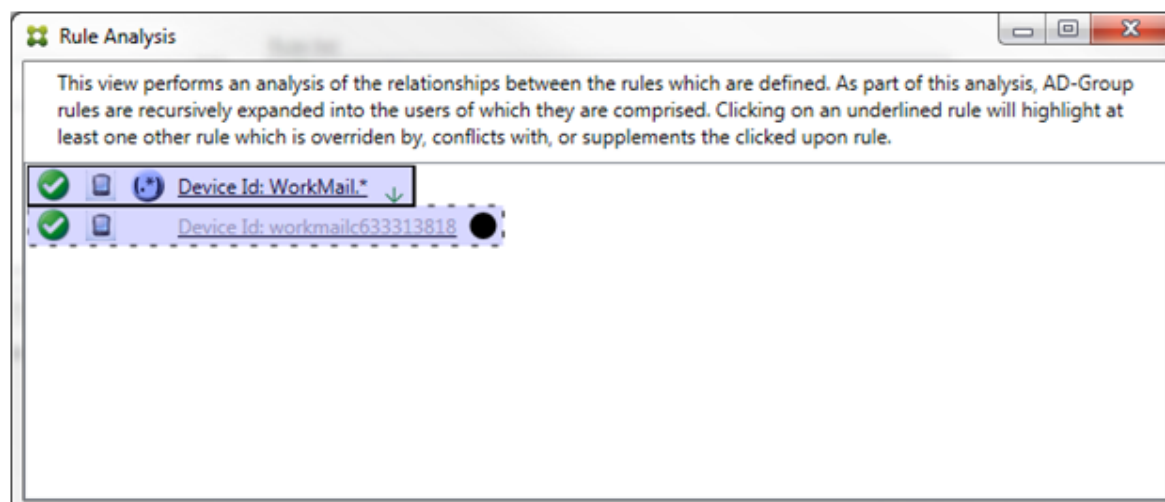 Rule Analysis
This view performs an analysis of the relationships between the rules which are defined. As part of this analysis, AD-Group
rules are recursively expanded into the users of which they are comprised. Clicking on an underlined rule will highlight at
least one other rule which is overriden by, conflicts with, or supplements the clicked upon rule.
(.*) Device Id: WorkMail.*
Device Id: workmailc633313818